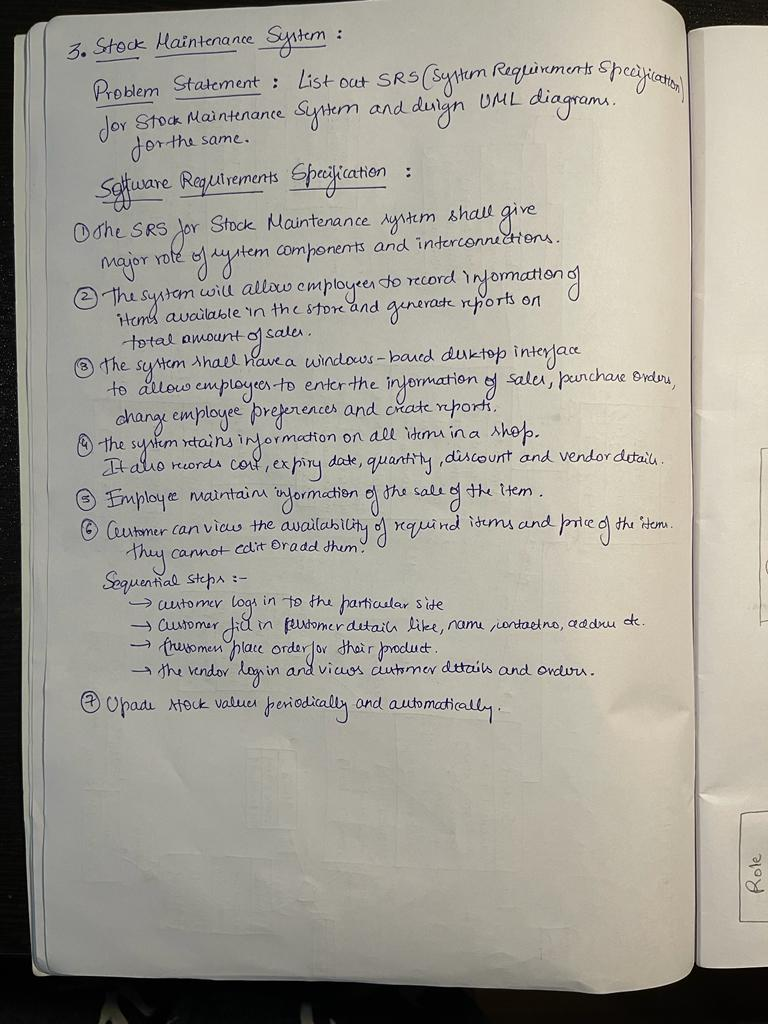 3. Stock Maintenance System :
Problem Statement : List out SRS (System Requirements Specification)
for Stock Maintenance System and design UML diagrams.
for the same.
Software Requirements Specification :
① The SRS for Stock Maintenance system shall give
major role of system components and interconnections.
② The system will allow employees to record information of
items available in the store and generate reports on
total amount of sales.
③ The system shall have a windows-based desktop interface
to allow employees to enter the information of sales, purchase orders,
change employee preferences and create reports.
④ The system retains information on all items in a shop.
It also records cost, expiry date, quantity, discount and vendor details.
⑤ Employee maintains information of the sale of the item.
⑥ Customer can view the availability of required items and price of the items.
They cannot edit or add them.
Sequential steps :-
→ customer logs in to the particular site
→ Customer fill in customer details like, name, contact no, address etc.
→ Customers place order for their product.
→ The vendor login and views customer details and orders.
⑦ Upade stock values periodically and automatically.
Role